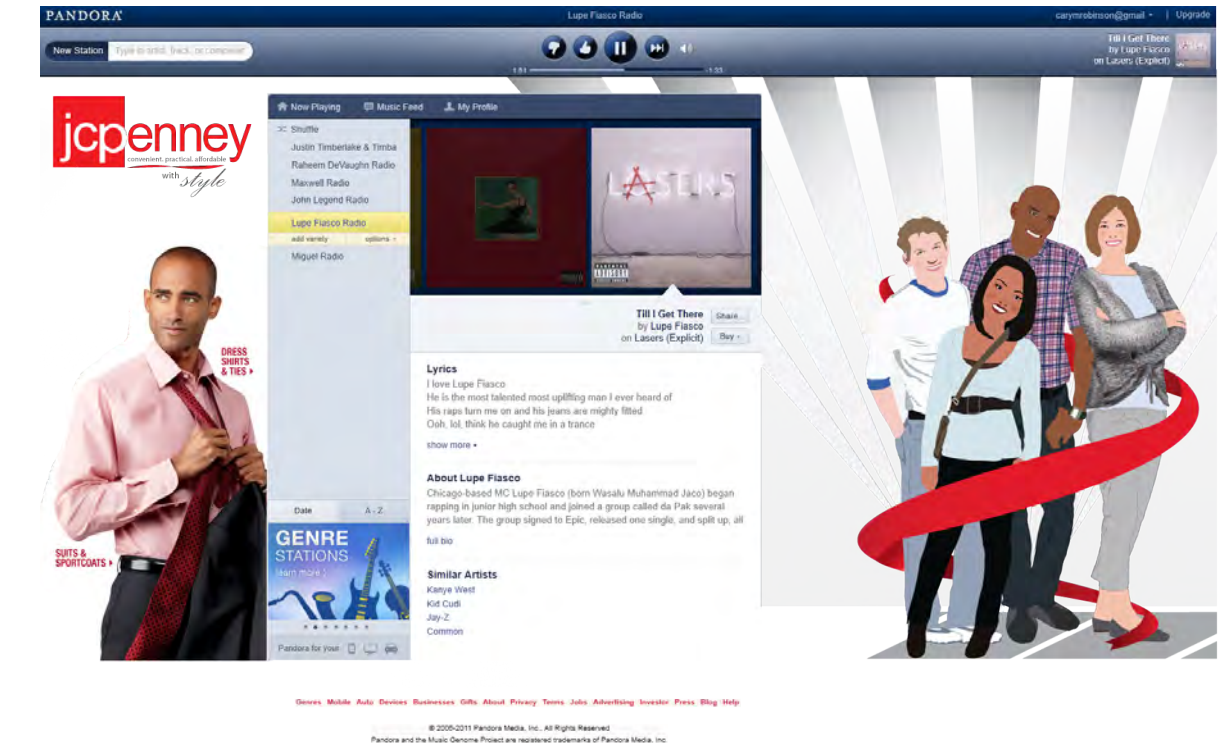 PANDORA
Lupe Fiasco Radio
carymrobinson@gmail
Upgrade
New Station
Type in artist, track, or composer
1:51
-1:33
Till I Get There
by Lupe Fiasco
on Lasers (Explicit)
jcpenney
convenient. practical. affordable
with style
Now Playing
Music Feed
My Profile
Shuffle
Justin Timberlake & Timba
Raheem DeVaughn Radio
Maxwell Radio
John Legend Radio
Lupe Fiasco Radio
add variety
options
Miguel Radio
LASERS
PARENTAL
ADVISORY
Till I Get There
by Lupe Fiasco
on Lasers (Explicit)
Share
Buy
Lyrics
I love Lupe Fiasco
He is the most talented most uplifting man I ever heard of
His raps turn me on and his jeans are mighty fitted
Ooh, lol, think he caught me in a trance
show more
About Lupe Fiasco
Chicago-based MC Lupe Fiasco (born Wasalu Muhammad Jaco) began
rapping in junior high school and joined a group called da Pak several
years later. The group signed to Epic, released one single, and split up, all
full bio
Similar Artists
Kanye West
Kid Cudi
Jay-Z
Common
DRESS
SHIRTS
& TIES
SUITS &
SPORTCOATS
Date
A - Z
GENRE
STATIONS
learn more
Pandora for your
Genres Mobile Auto Devices Businesses Gifts About Privacy Terms Jobs Advertising Investor Press Blog Help
© 2005-2011 Pandora Media, Inc., All Rights Reserved
Pandora and the Music Genome Project are registered trademarks of Pandora Media, Inc.